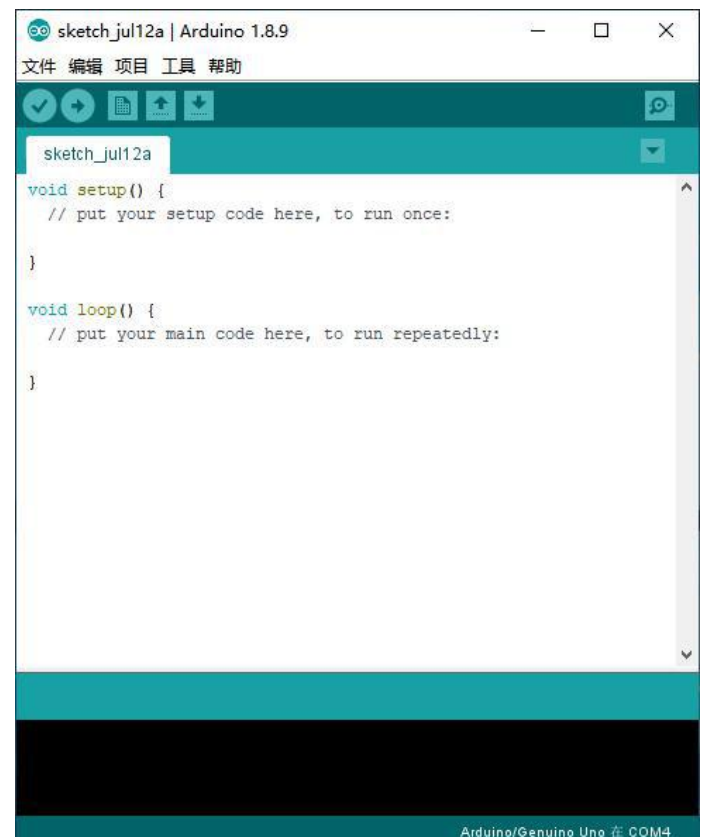 sketch_jul12a | Arduino 1.8.9
文件 编辑 项目 工具 帮助
sketch_jul12a
void setup() {
  // put your setup code here, to run once:
}
void loop() {
  // put your main code here, to run repeatedly:
}
Arduino/Genuino Uno 在 COM4